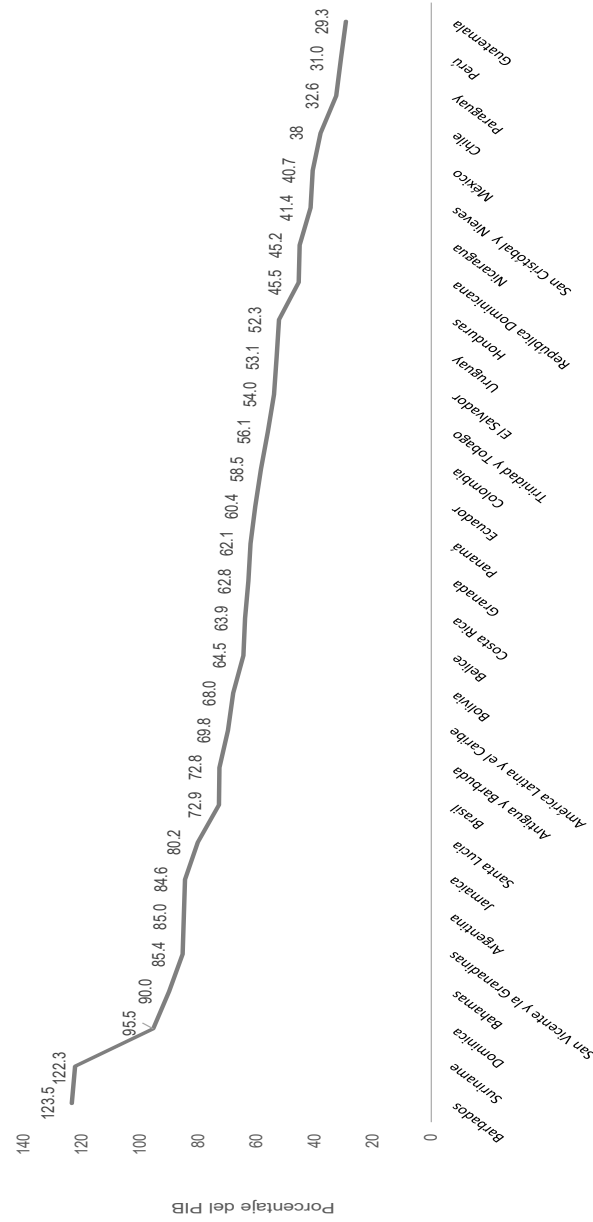 Porcentaje del PIB
140
120
100
80
60
40
20
0
123.5
122.3
95.5
90.0
85.4
85.0
84.6
80.2
72.9
72.8
69.8
68.0
64.5
63.9
62.8
62.1
60.4
58.5
56.1
54.0
53.1
52.3
45.5
45.2
41.4
40.7
38
32.6
31.0
29.3
Barbados
Suriname
Dominica
Bahamas
San Vicente y la Granadinas
Argentina
Jamaica
Santa Lucía
Brasil
Antigua y Barbuda
América Latina y el Caribe
Bolivia
Belice
Costa Rica
Granada
Panamá
Ecuador
Colombia
Trinidad y Tobago
El Salvador
Uruguay
Honduras
República Dominicana
Nicaragua
San Cristóbal y Nieves
México
Chile
Paraguay
Perú
Guatemala